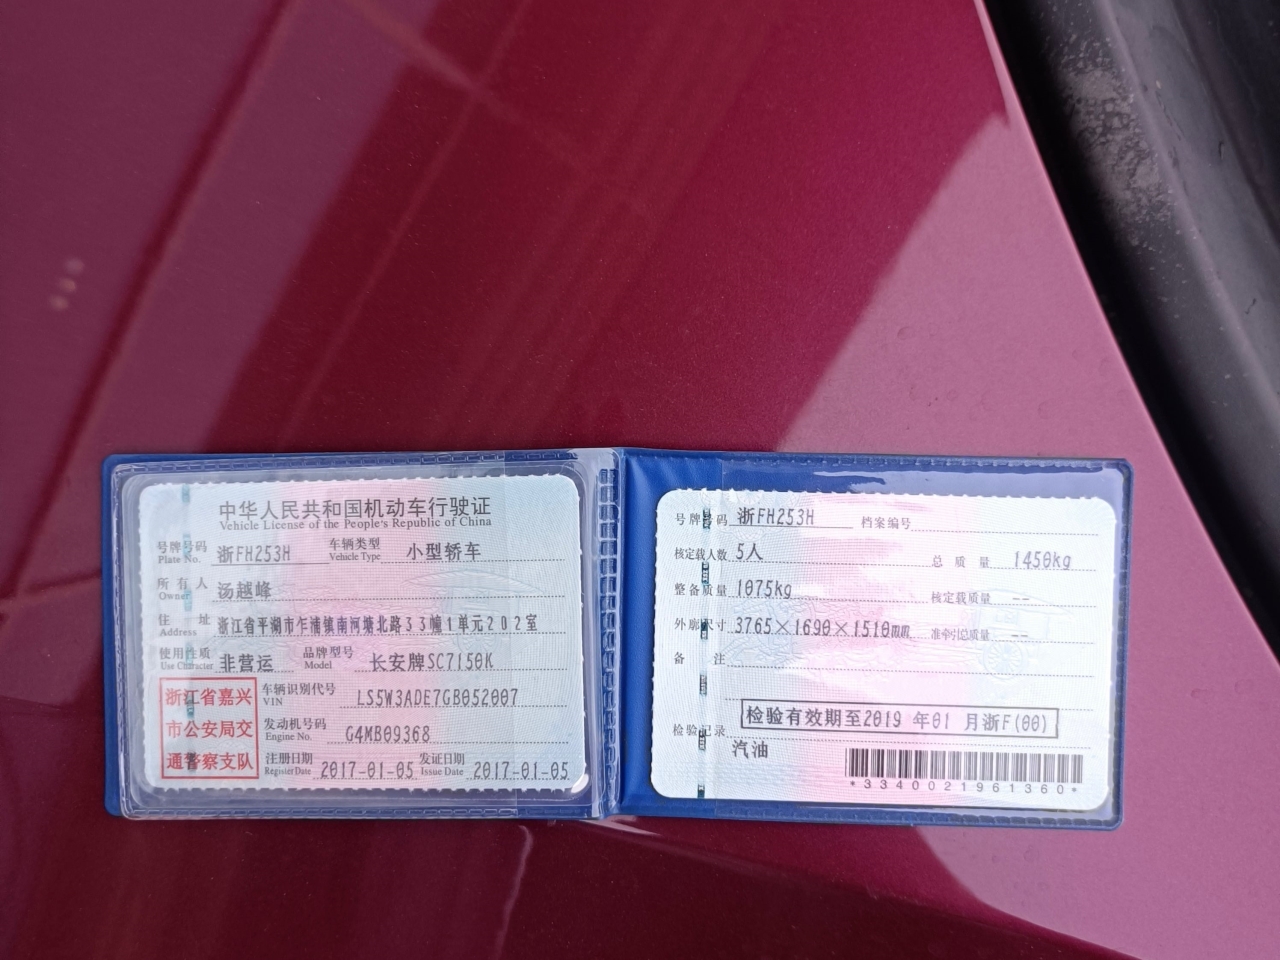 中华人民共和国机动车行驶证
Vehicle License of the People's Republic of China
号牌号码 Plate No. 浙FH253H 车辆类型 Vehicle Type 小型轿车
所有人 Owner 汤越峰
住址 Address 浙江省平湖市乍浦镇南河塘北路33幢1单元202室
使用性质 Use Character 非营运 品牌型号 Model 长安牌SC7150K
浙江省嘉兴
市公安局交
通警察支队
车辆识别代号 VIN LS5W3ADE7GB052007
发动机号码 Engine No. G4MB09368
注册日期 Register Date 2017-01-05 发证日期 Issue Date 2017-01-05
号牌号码 浙FH253H 档案编号
核定载人数 5人 总质量 1450kg
整备质量 1075kg 核定载质量 --
外廓尺寸 3765×1690×1510mm 准牵引总质量 --
备注
检验记录 检验有效期至2019年01月浙F(00)
汽油
*3340021961360*